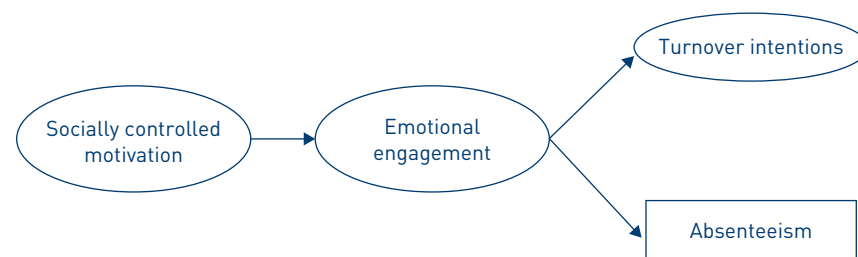 Turnover intentions
Socially controlled
motivation
Emotional
engagement
Absenteeism